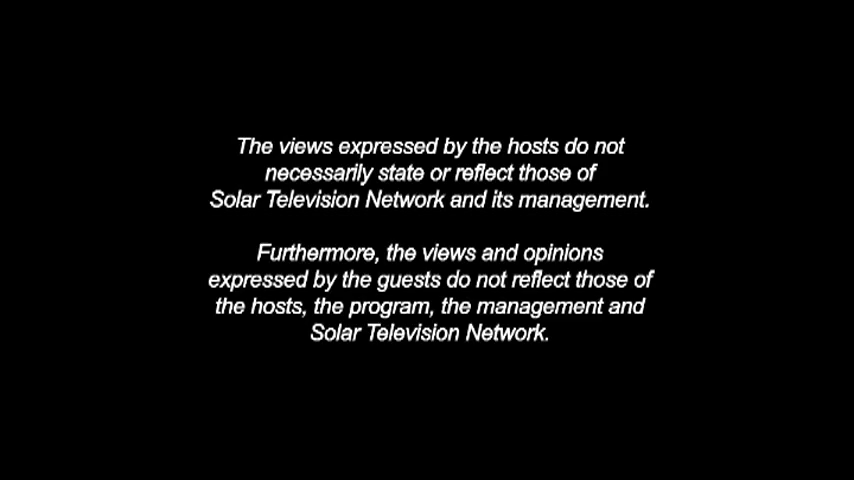 The views expressed by the hosts do not
necessarily state or reflect those of
Solar Television Network and its management.
Furthermore, the views and opinions
expressed by the guests do not reflect those of
the hosts, the program, the management and
Solar Television Network.